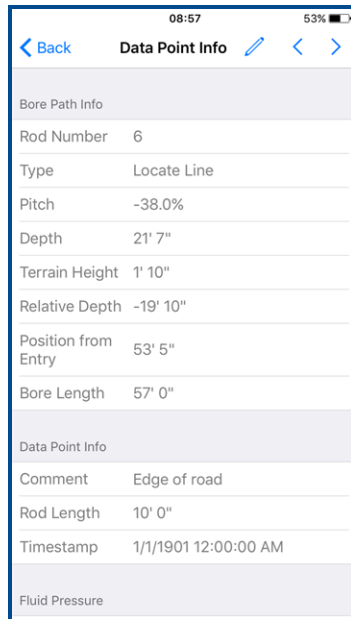 08:57 53%
Back Data Point Info
Bore Path Info
Rod Number 6
Type Locate Line
Pitch -38.0%
Depth 21' 7"
Terrain Height 1' 10"
Relative Depth -19' 10"
Position from
Entry 53' 5"
Bore Length 57' 0"
Data Point Info
Comment Edge of road
Rod Length 10' 0"
Timestamp 1/1/1901 12:00:00 AM
Fluid Pressure